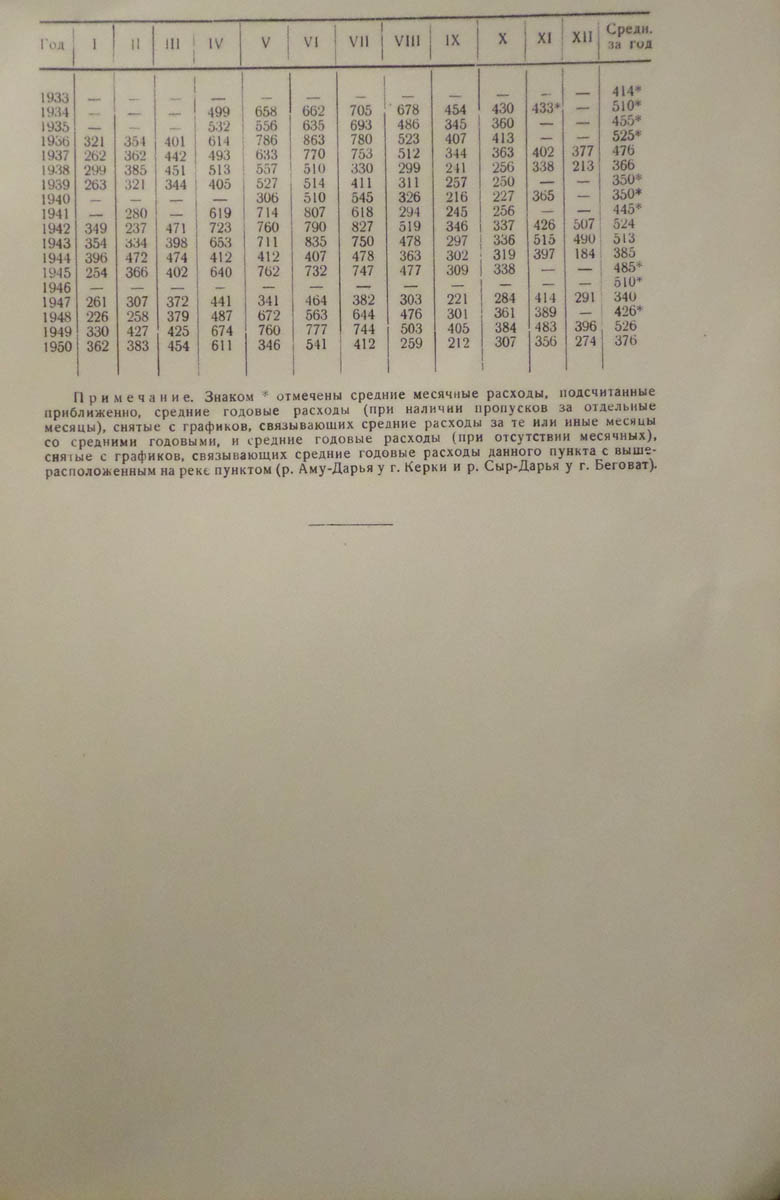 Год I II III IV V VI VII VIII IX X XI XII Средн. за год
1933 — — — — — — — — — — — — 414*
1934 — — — 499 658 662 705 678 454 430 433* — 510*
1935 — — — 532 556 635 693 486 345 360 — — 455*
1936 321 354 401 614 786 863 780 523 407 413 — — 525*
1937 262 362 442 493 633 770 753 512 344 363 402 377 476
1938 299 385 451 513 557 510 330 299 241 256 338 213 366
1939 263 321 344 405 527 514 411 311 257 250 — — 350*
1940 — — — — 306 510 545 326 216 227 365 — 350*
1941 — 280 — 619 714 807 618 294 245 256 — — 445*
1942 349 237 471 723 760 790 827 519 346 337 426 507 524
1943 354 334 398 653 711 835 750 478 297 336 515 490 513
1944 396 472 474 412 412 407 478 363 302 319 397 184 385
1945 254 366 402 640 762 732 747 477 309 338 — — 485*
1946 — — — — — — — — — — — — 510*
1947 261 307 372 441 341 464 382 303 221 284 414 291 340
1948 226 258 379 487 672 563 644 476 301 361 389 — 426*
1949 330 427 425 674 760 777 744 503 405 384 483 396 526
1950 362 383 454 611 346 541 412 259 212 307 356 274 376
Примечание. Знаком * отмечены средние месячные расходы, подсчитанные
приближенно, средние годовые расходы (при наличии пропусков за отдельные
месяцы), снятые с графиков, связывающих средние расходы за те или иные месяцы
со средними годовыми, и средние годовые расходы (при отсутствии месячных),
снятые с графиков, связывающих средние годовые расходы данного пункта с выше-
расположенным на реке пунктом (р. Аму-Дарья у г. Керки и р. Сыр-Дарья у г. Беговат).